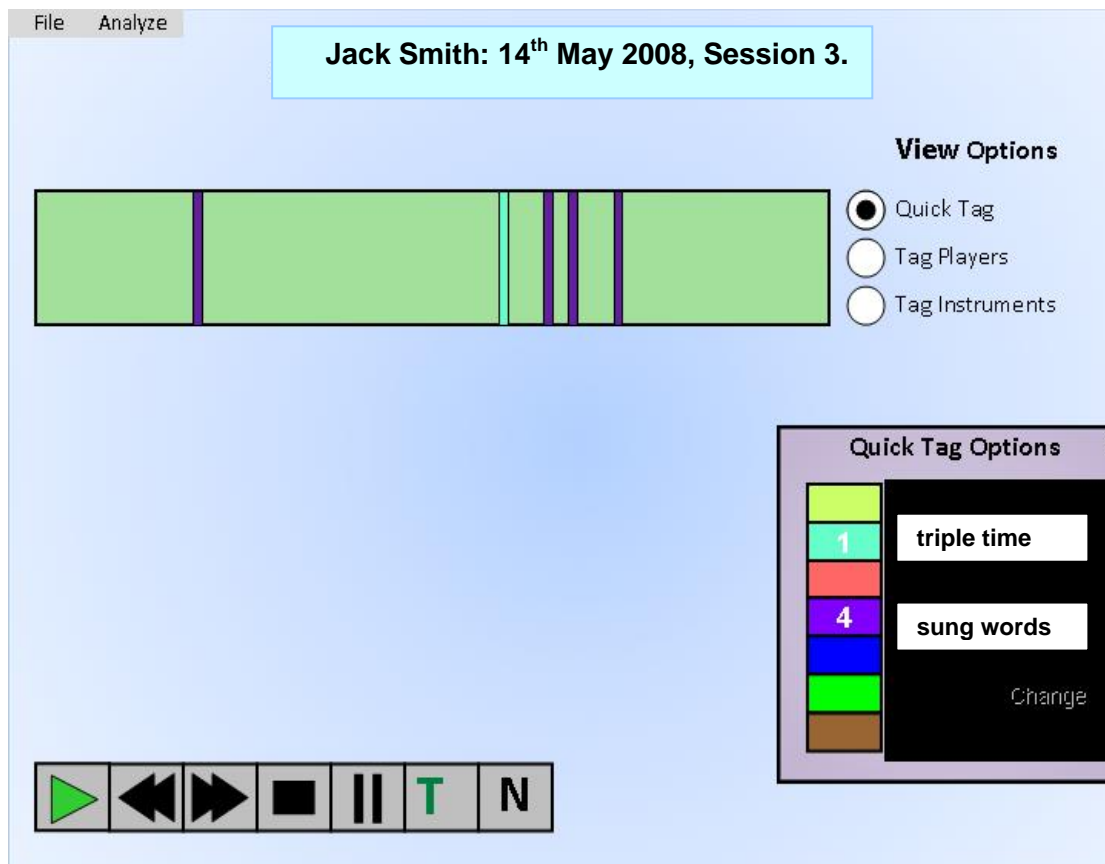 File Analyze
Jack Smith: 14th May 2008, Session 3.
View Options
Quick Tag
Tag Players
Tag Instruments
Quick Tag Options
1 triple time
4 sung words
Change
T N